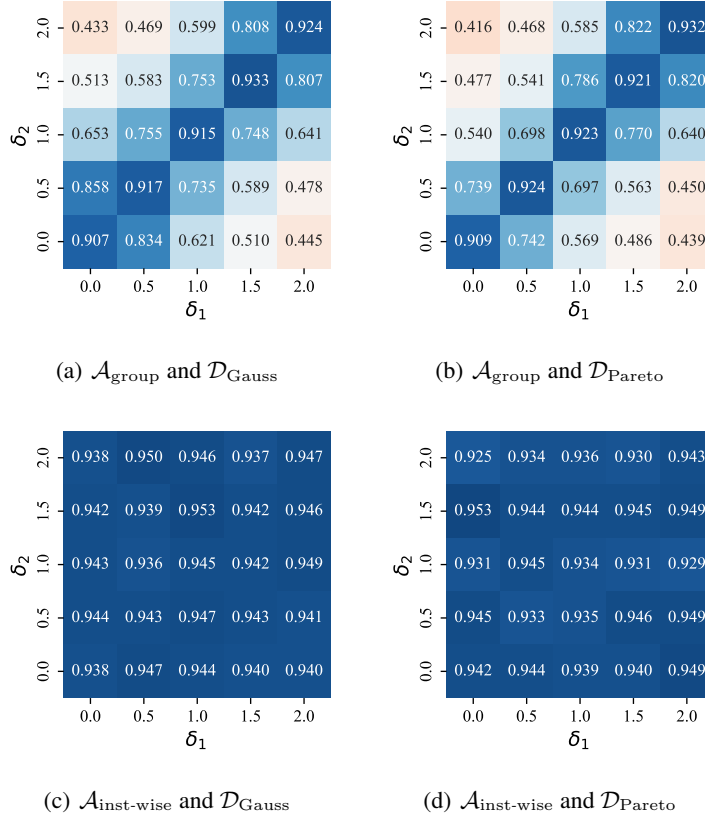 2.0 0.433 0.469 0.599 0.808 0.924
1.5 0.513 0.583 0.753 0.933 0.807
δ₂ 1.0 0.653 0.755 0.915 0.748 0.641
0.5 0.858 0.917 0.735 0.589 0.478
0.0 0.907 0.834 0.621 0.510 0.445
0.0 0.5 1.0 1.5 2.0
δ₁
(a) 𝒜group and 𝒟Gauss
2.0 0.416 0.468 0.585 0.822 0.932
1.5 0.477 0.541 0.786 0.921 0.820
δ₂ 1.0 0.540 0.698 0.923 0.770 0.640
0.5 0.739 0.924 0.697 0.563 0.450
0.0 0.909 0.742 0.569 0.486 0.439
0.0 0.5 1.0 1.5 2.0
δ₁
(b) 𝒜group and 𝒟Pareto
2.0 0.938 0.950 0.946 0.937 0.947
1.5 0.942 0.939 0.953 0.942 0.946
δ₂ 1.0 0.943 0.936 0.945 0.942 0.949
0.5 0.944 0.943 0.947 0.943 0.941
0.0 0.938 0.947 0.944 0.940 0.940
0.0 0.5 1.0 1.5 2.0
δ₁
(c) 𝒜inst-wise and 𝒟Gauss
2.0 0.925 0.934 0.936 0.930 0.943
1.5 0.953 0.944 0.944 0.945 0.949
δ₂ 1.0 0.931 0.945 0.934 0.931 0.929
0.5 0.945 0.933 0.935 0.946 0.949
0.0 0.942 0.944 0.939 0.940 0.949
0.0 0.5 1.0 1.5 2.0
δ₁
(d) 𝒜inst-wise and 𝒟Pareto